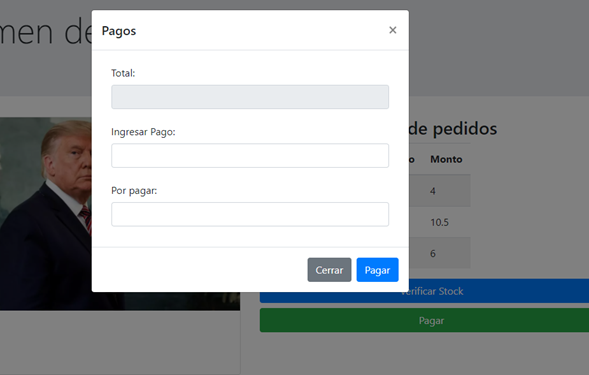 men de
Pagos
×
Total:
Ingresar Pago:
Por pagar:
Cerrar Pagar
de pedidos
o Monto
4
10.5
6
Verificar Stock
Pagar